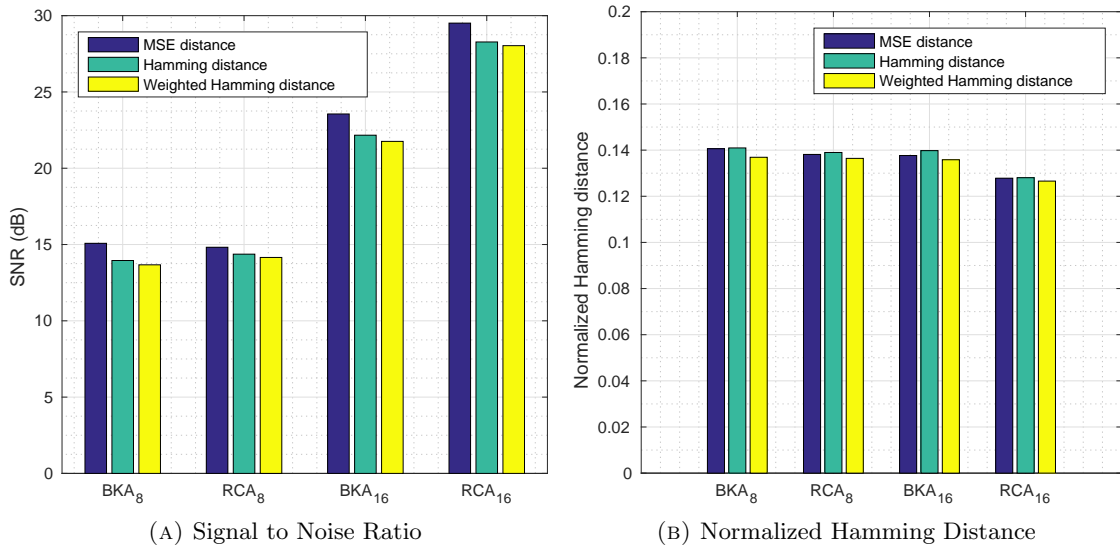 30
25
20
15
10
5
0
SNR (dB)
MSE distance
Hamming distance
Weighted Hamming distance
BKA8
RCA8
BKA16
RCA16
(A) Signal to Noise Ratio
0.2
0.18
0.16
0.14
0.12
0.1
0.08
0.06
0.04
0.02
0
Normalized Hamming distance
MSE distance
Hamming distance
Weighted Hamming distance
BKA8
RCA8
BKA16
RCA16
(B) Normalized Hamming Distance